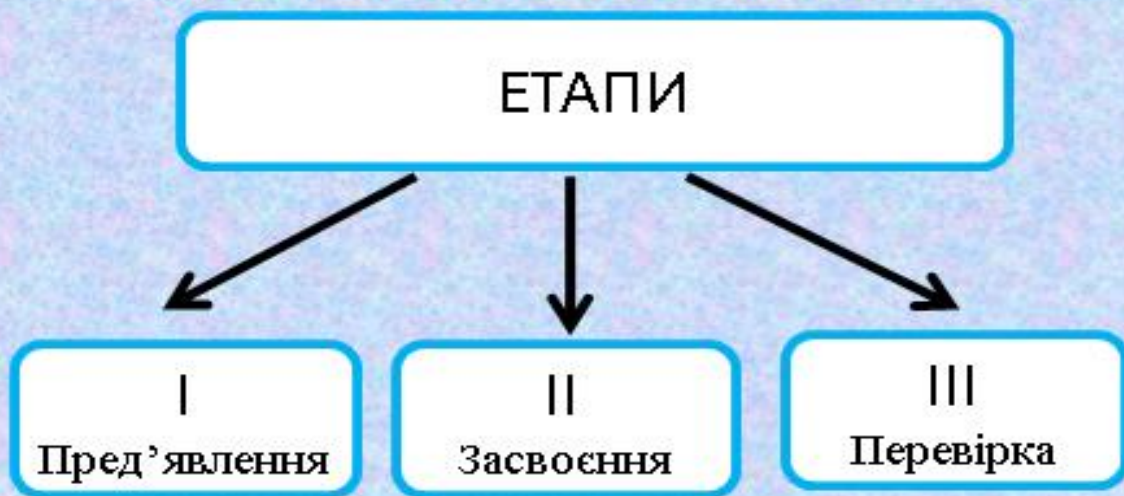 ЕТАПИ
I
Пред’явлення
II
Засвоєння
III
Перевірка